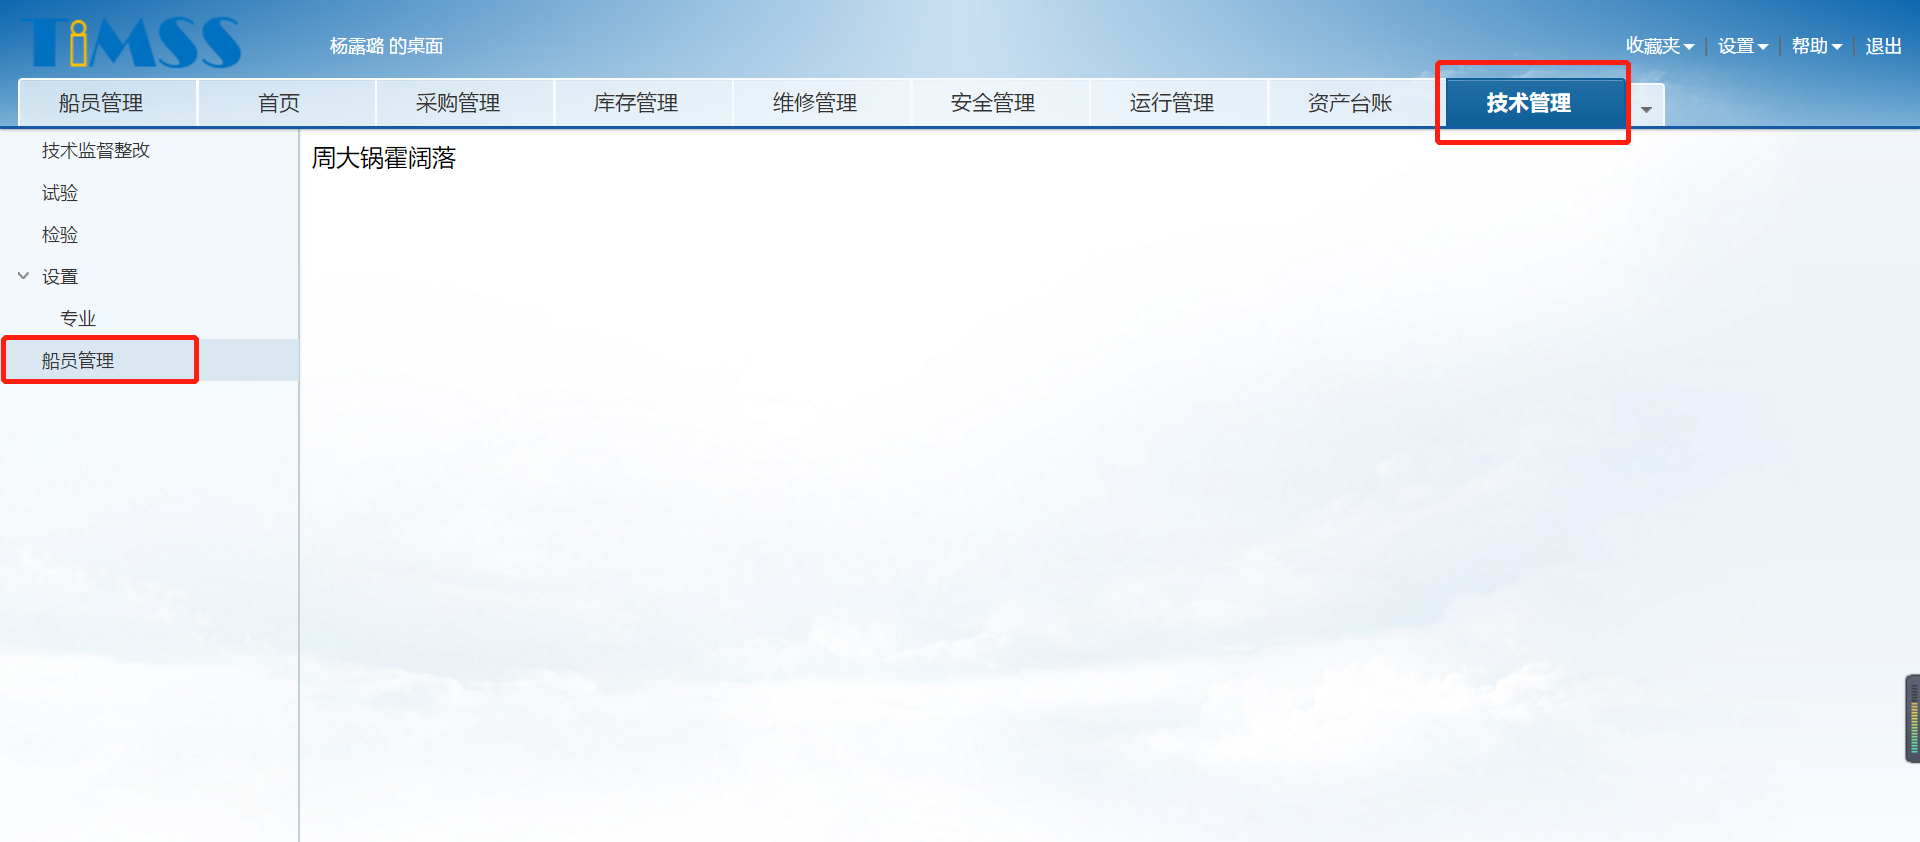 TiMSS
杨露璐 的桌面
收藏夹 设置 帮助 退出
船员管理 首页 采购管理 库存管理 维修管理 安全管理 运行管理 资产台账 技术管理
技术监督整改
试验
检验
设置
专业
船员管理
周大锅霍阔落